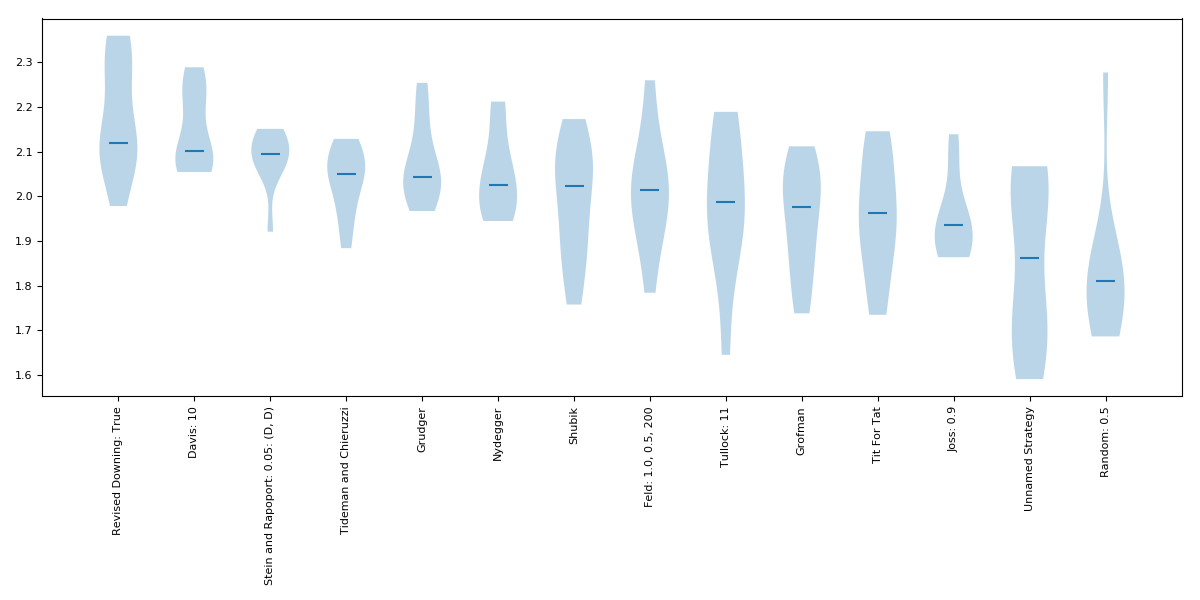 2.3
2.2
2.1
2.0
1.9
1.8
1.7
1.6
Revised Downing: True
Davis: 10
Stein and Rapoport: 0.05: (D, D)
Tideman and Chieruzzi
Grudger
Nydegger
Shubik
Feld: 1.0, 0.5, 200
Tullock: 11
Grofman
Tit For Tat
Joss: 0.9
Unnamed Strategy
Random: 0.5